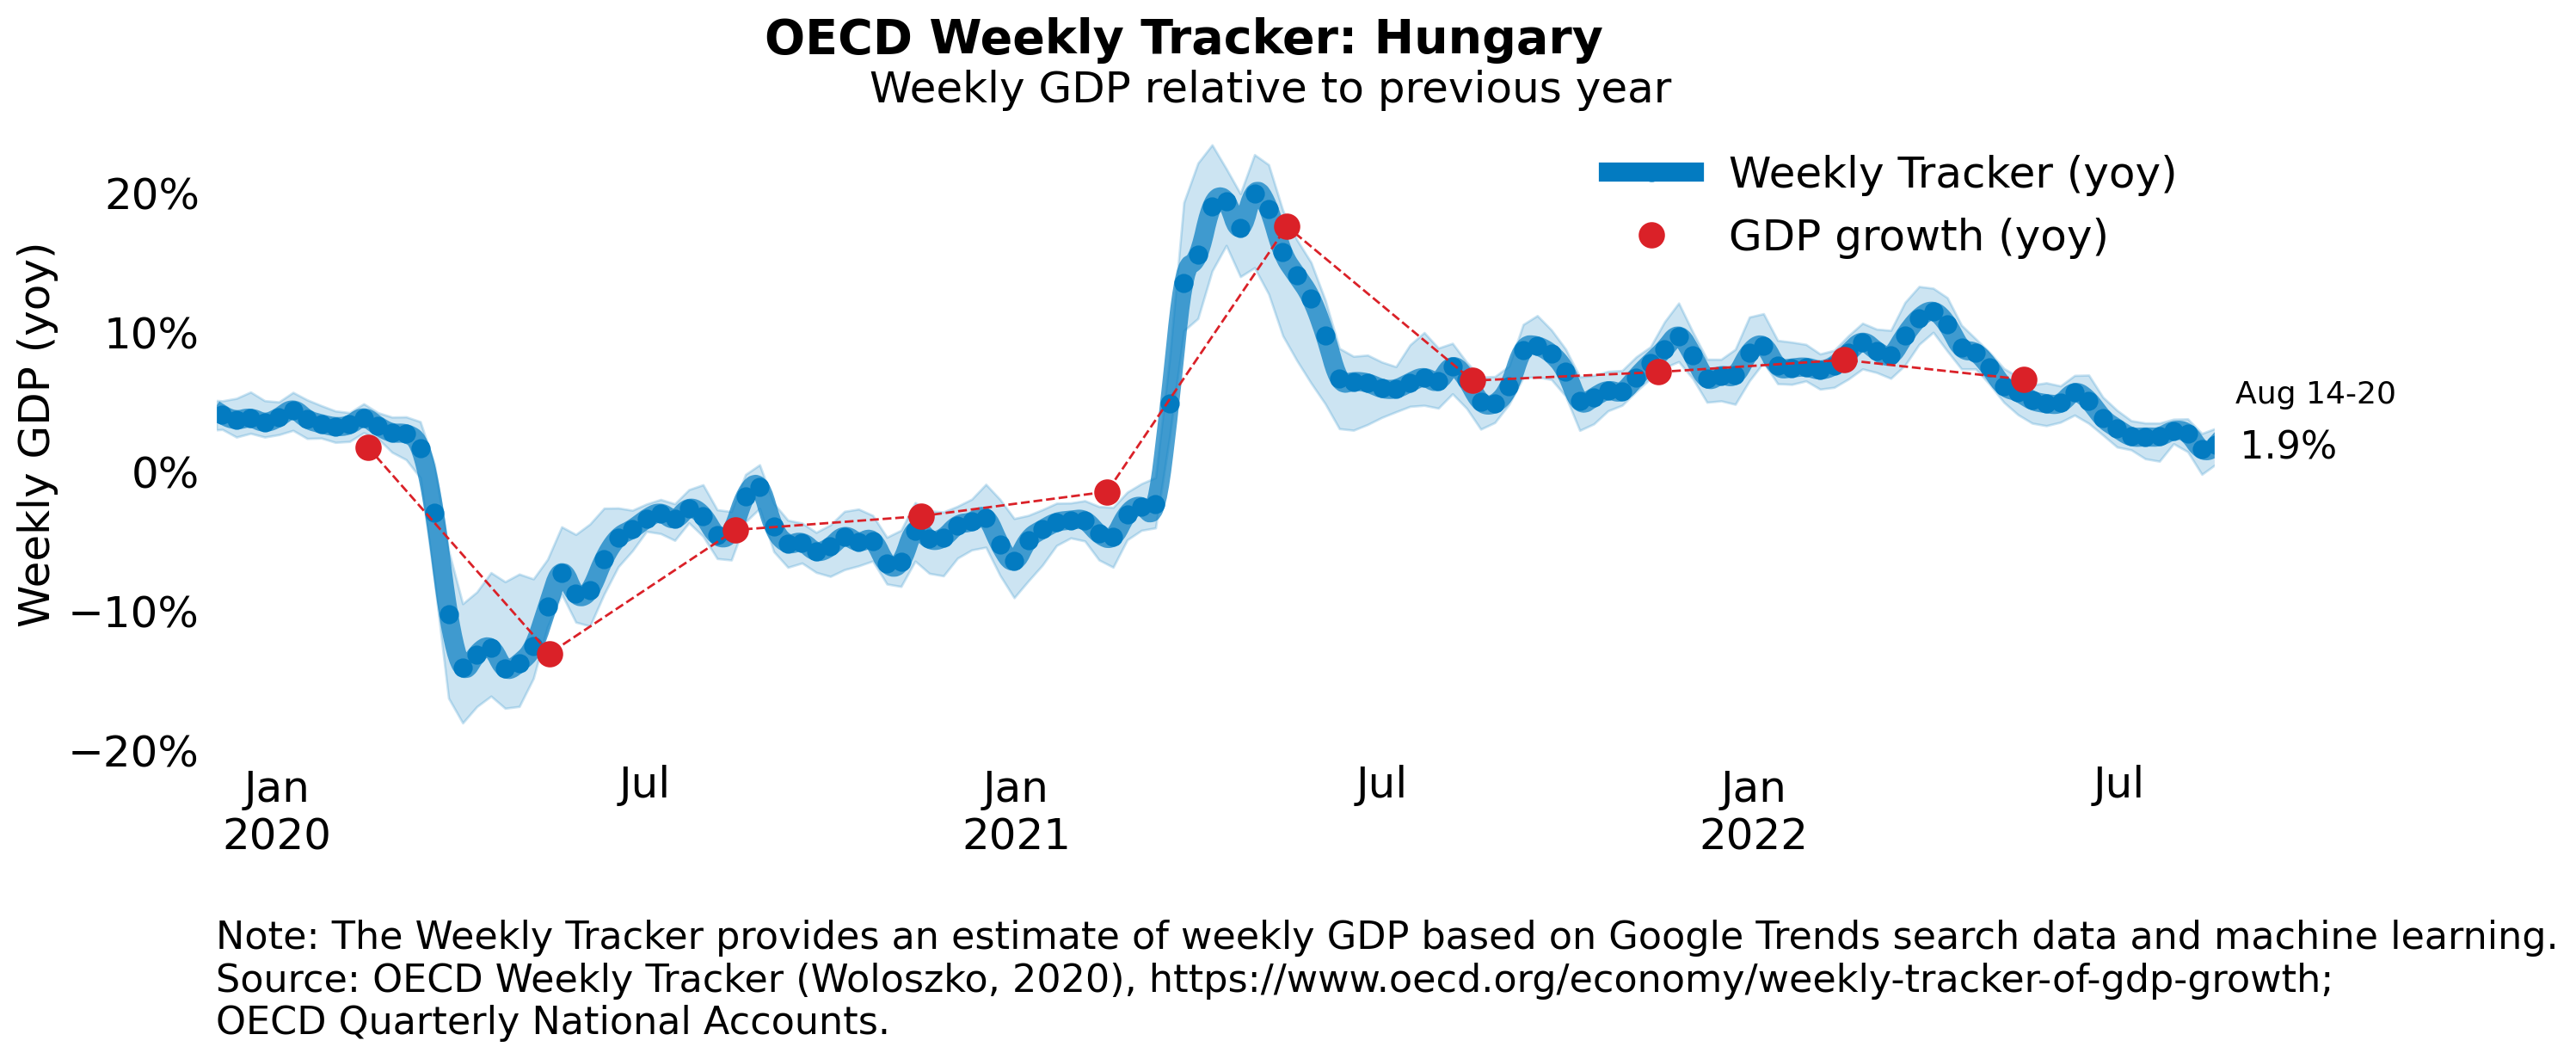 OECD Weekly Tracker: Hungary
Weekly GDP relative to previous year
Weekly Tracker (yoy)
GDP growth (yoy)
Weekly GDP (yoy)
20%
10%
0%
−10%
−20%
Aug 14-20
1.9%
Jan
2020
Jul
Jan
2021
Jul
Jan
2022
Jul
Note: The Weekly Tracker provides an estimate of weekly GDP based on Google Trends search data and machine learning.
Source: OECD Weekly Tracker (Woloszko, 2020), https://www.oecd.org/economy/weekly-tracker-of-gdp-growth;
OECD Quarterly National Accounts.